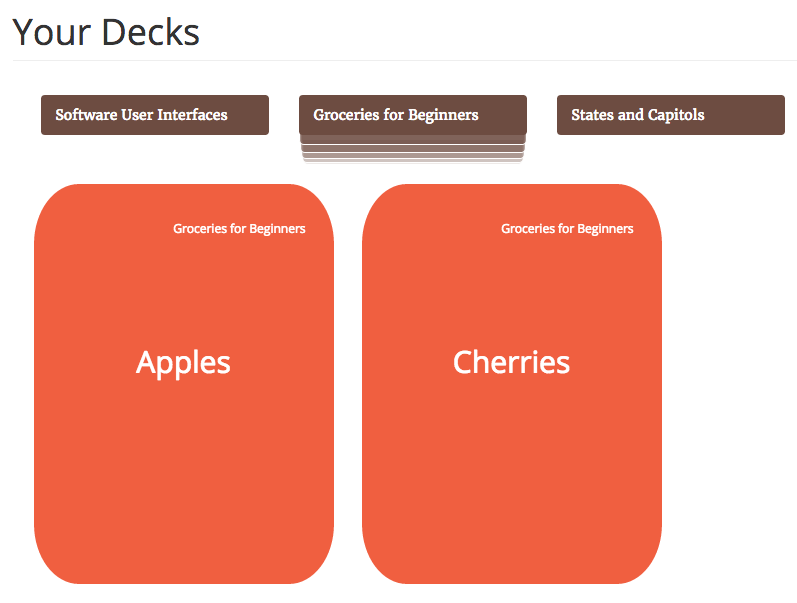 Your Decks
Software User Interfaces
Groceries for Beginners
States and Capitols
Groceries for Beginners
Groceries for Beginners
Apples
Cherries